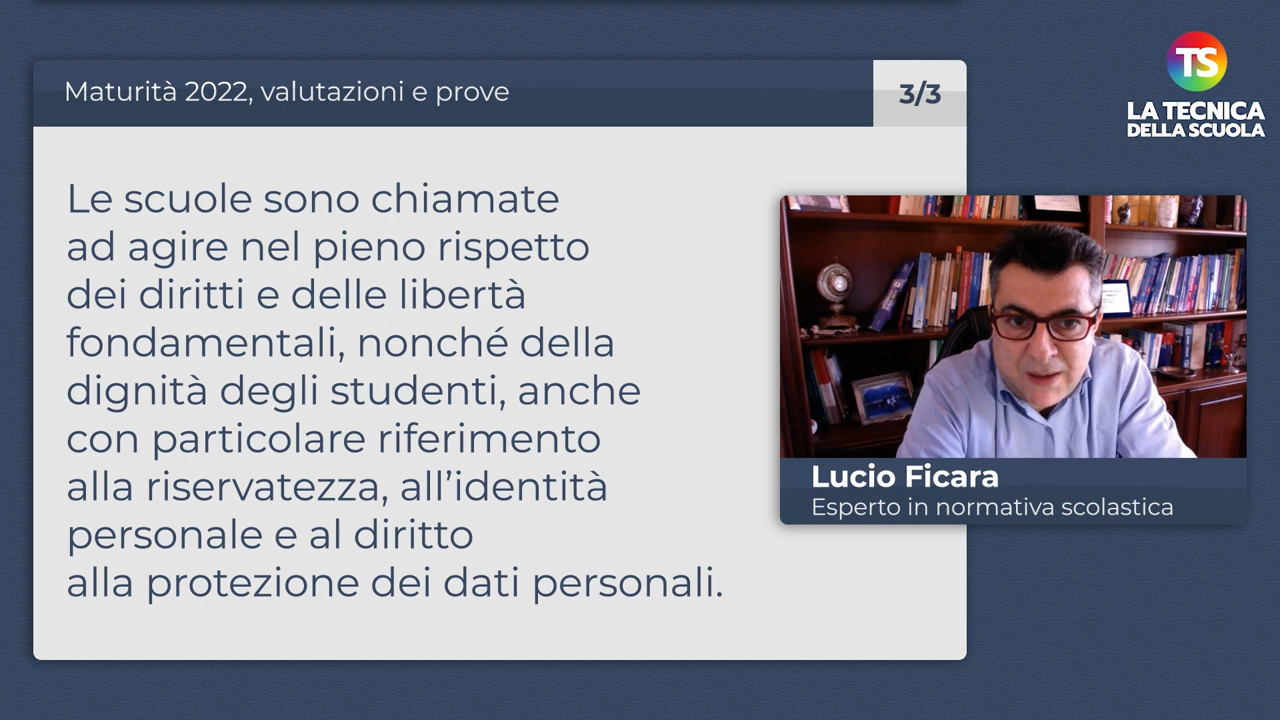 Maturità 2022, valutazioni e prove
3/3
TS
LA TECNICA
DELLA SCUOLA
Le scuole sono chiamate
ad agire nel pieno rispetto
dei diritti e delle libertà
fondamentali, nonché della
dignità degli studenti, anche
con particolare riferimento
alla riservatezza, all’identità
personale e al diritto
alla protezione dei dati personali.
Lucio Ficara
Esperto in normativa scolastica